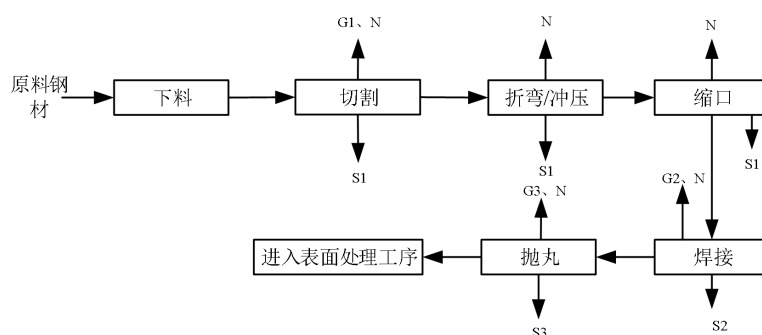 G1、N
N
N
原料钢
材
下料
切割
折弯/冲压
缩口
S1
S1
S1
G3、N
G2、N
进入表面处理工序
抛丸
焊接
S3
S2